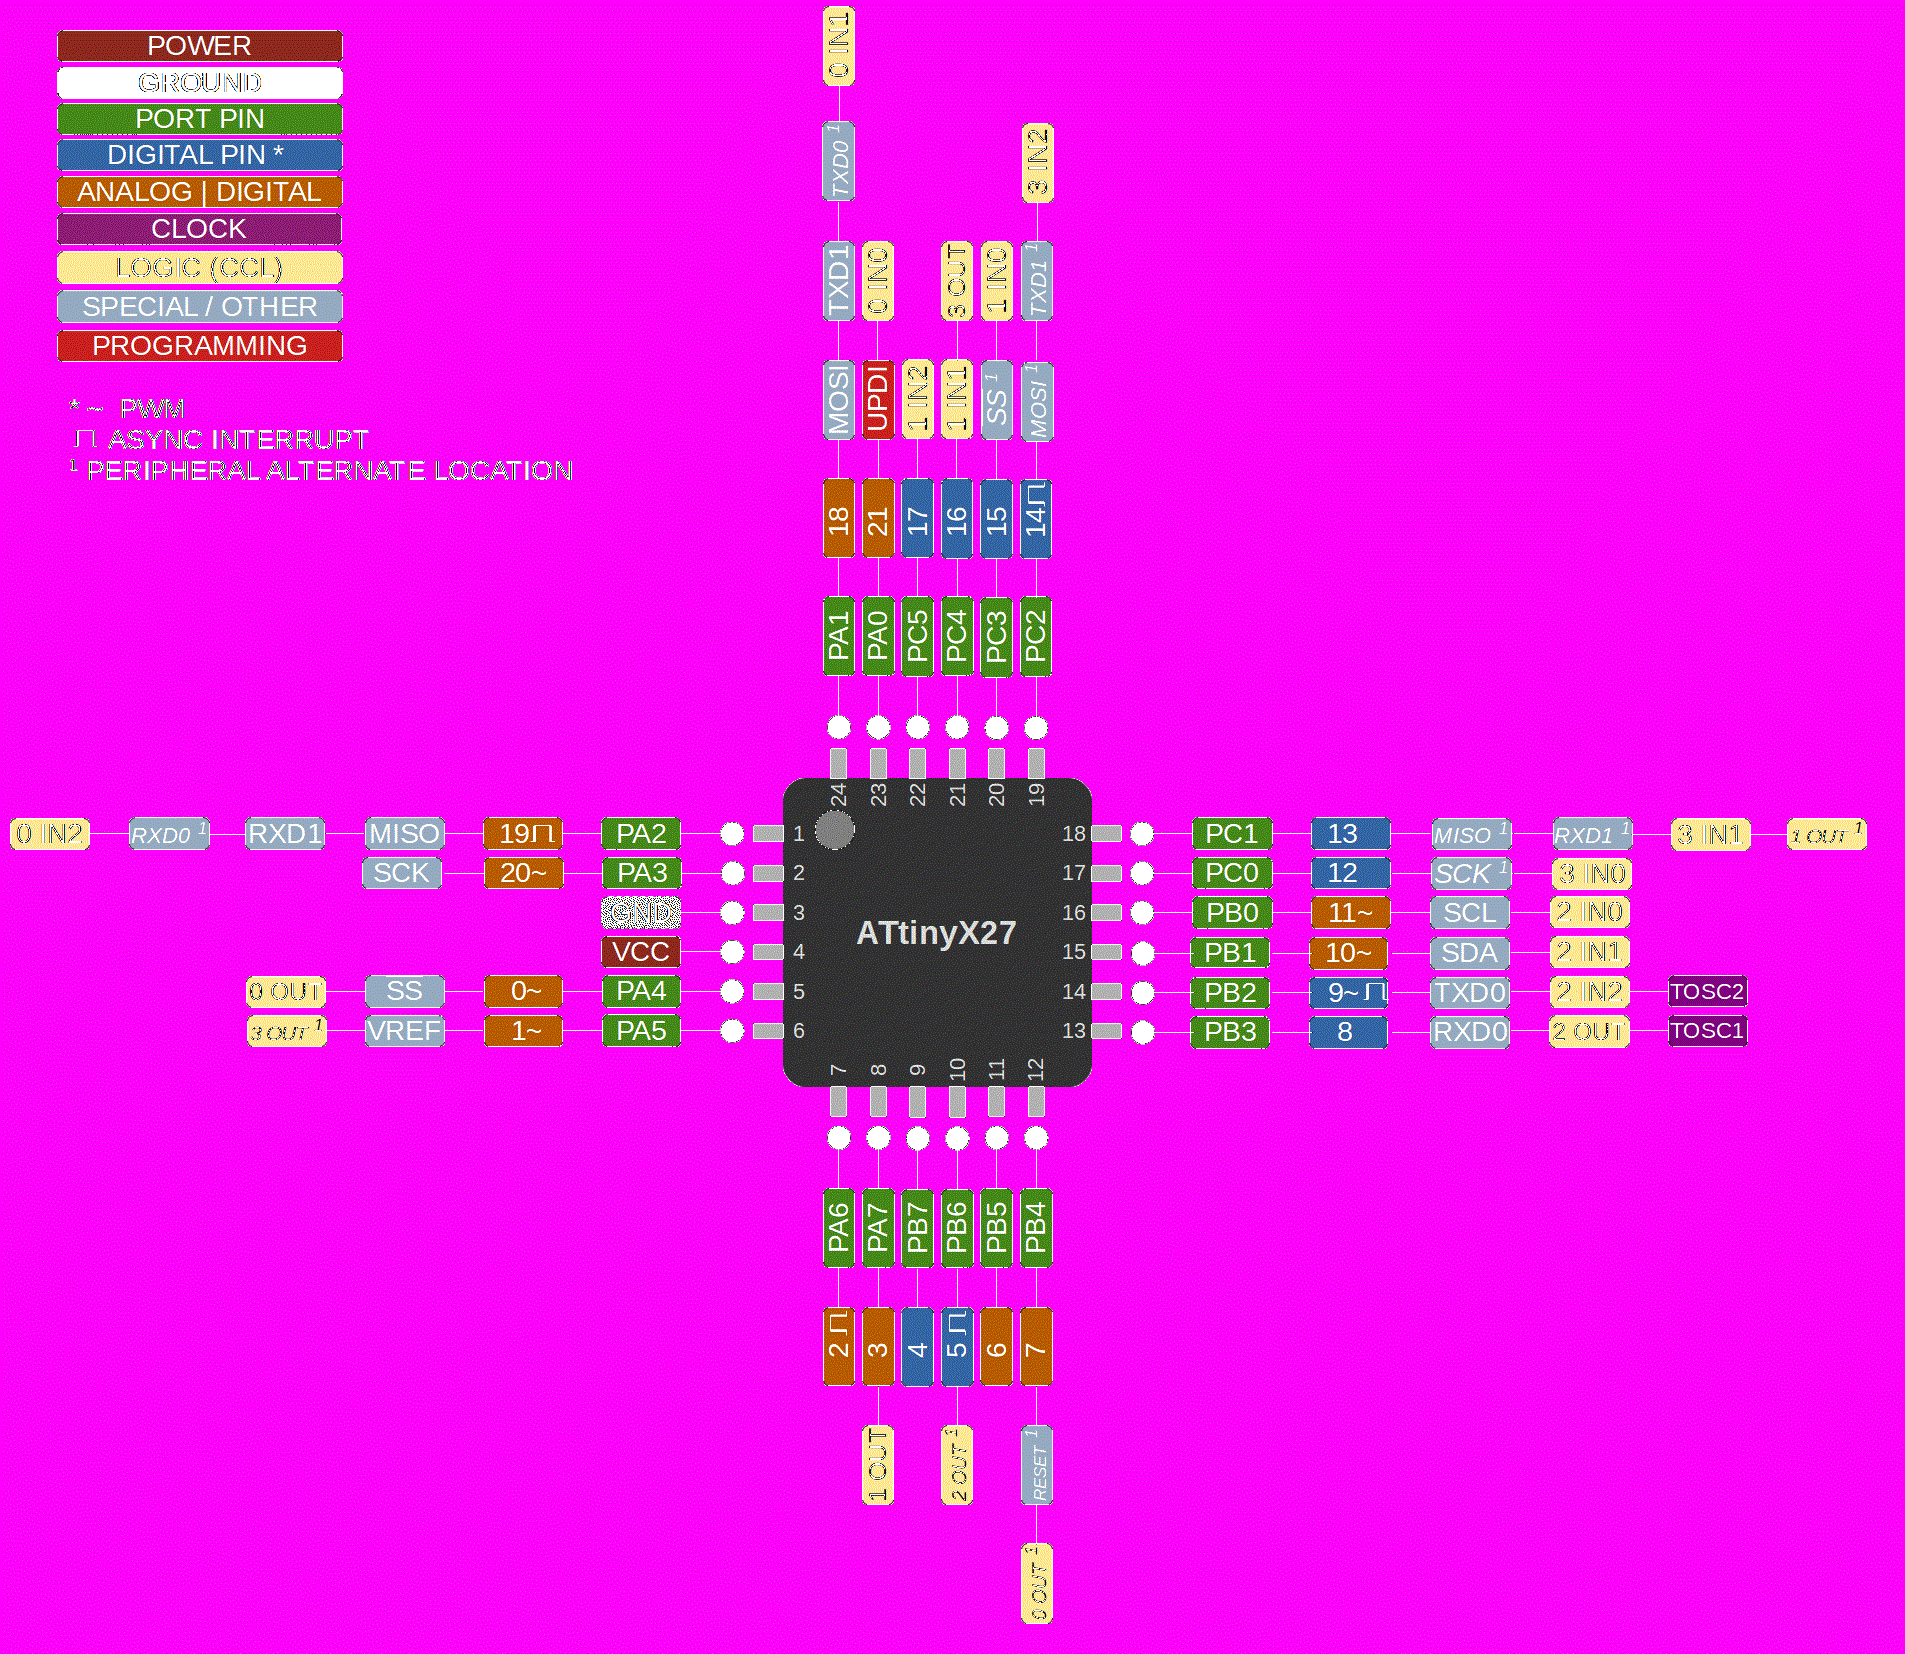 POWER
GROUND
PORT PIN
DIGITAL PIN *
ANALOG | DIGITAL
CLOCK
LOGIC (CCL)
SPECIAL / OTHER
PROGRAMMING
* ~ PWM
⎍ ASYNC INTERRUPT
¹ PERIPHERAL ALTERNATE LOCATION
0 IN1
TXD0 ¹ 3 IN2
TXD1 0 IN0 3 OUT 1 IN0 TXD1 ¹
MOSI UPDI 1 IN2 1 IN1 SS ¹ MOSI ¹
18 21 17 16 15 14⎍
PA1 PA0 PC5 PC4 PC3 PC2
24 23 22 21 20 19
0 IN2 RXD0 ¹ RXD1 MISO 19⎍ PA2 1 18 PC1 13 MISO ¹ RXD1 ¹ 3 IN1 1 OUT ¹
SCK 20~ PA3 2 17 PC0 12 SCK ¹ 3 IN0
GND 3 16 PB0 11~ SCL 2 IN0
ATtinyX27
VCC 4 15 PB1 10~ SDA 2 IN1
0 OUT SS 0~ PA4 5 14 PB2 9~⎍ TXD0 2 IN2 TOSC2
3 OUT ¹ VREF 1~ PA5 6 13 PB3 8 RXD0 2 OUT TOSC1
7 8 9 10 11 12
PA6 PA7 PB7 PB6 PB5 PB4
2⎍ 3 4 5⎍ 6 7
1 OUT 2 OUT ¹ RESET ¹
0 OUT ¹